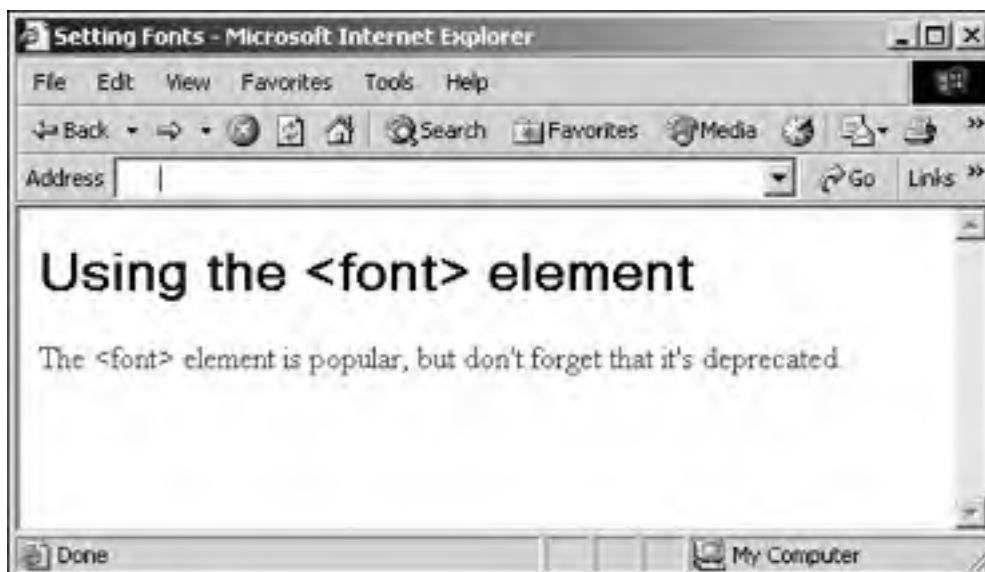 Setting Fonts - Microsoft Internet Explorer
File Edit View Favorites Tools Help
Back Search Favorites Media
Address Go Links
Using the <font> element
The <font> element is popular, but don't forget that it's deprecated.
Done My Computer